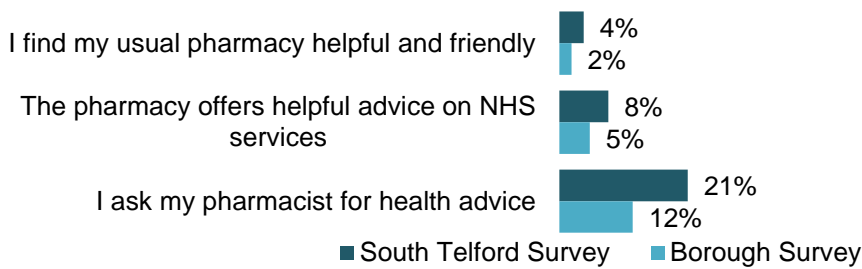 I find my usual pharmacy helpful and friendly
4%
2%
The pharmacy offers helpful advice on NHS
services
8%
5%
I ask my pharmacist for health advice
21%
12%
South Telford Survey
Borough Survey